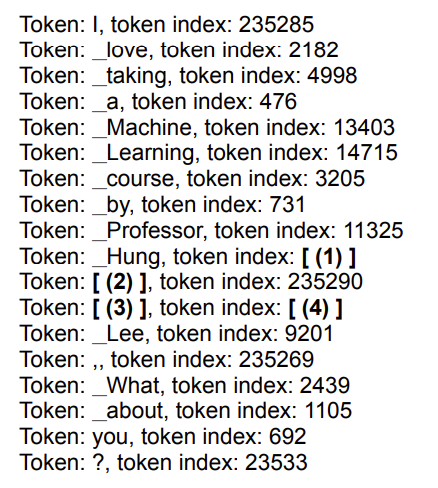 Token: I, token index: 235285
Token: _love, token index: 2182
Token: _taking, token index: 4998
Token: _a, token index: 476
Token: _Machine, token index: 13403
Token: _Learning, token index: 14715
Token: _course, token index: 3205
Token: _by, token index: 731
Token: _Professor, token index: 11325
Token: _Hung, token index: [ (1) ]
Token: [ (2) ], token index: 235290
Token: [ (3) ], token index: [ (4) ]
Token: _Lee, token index: 9201
Token: ,, token index: 235269
Token: _What, token index: 2439
Token: _about, token index: 1105
Token: you, token index: 692
Token: ?, token index: 23533